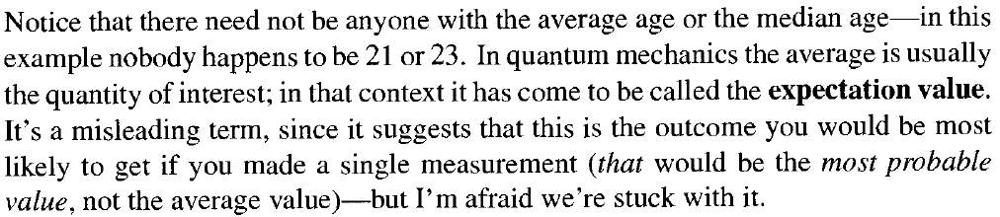 Notice that there need not be anyone with the average age or the median age—in this
example nobody happens to be 21 or 23. In quantum mechanics the average is usually
the quantity of interest; in that context it has come to be called the expectation value.
It's a misleading term, since it suggests that this is the outcome you would be most
likely to get if you made a single measurement (that would be the most probable
value, not the average value)—but I'm afraid we're stuck with it.